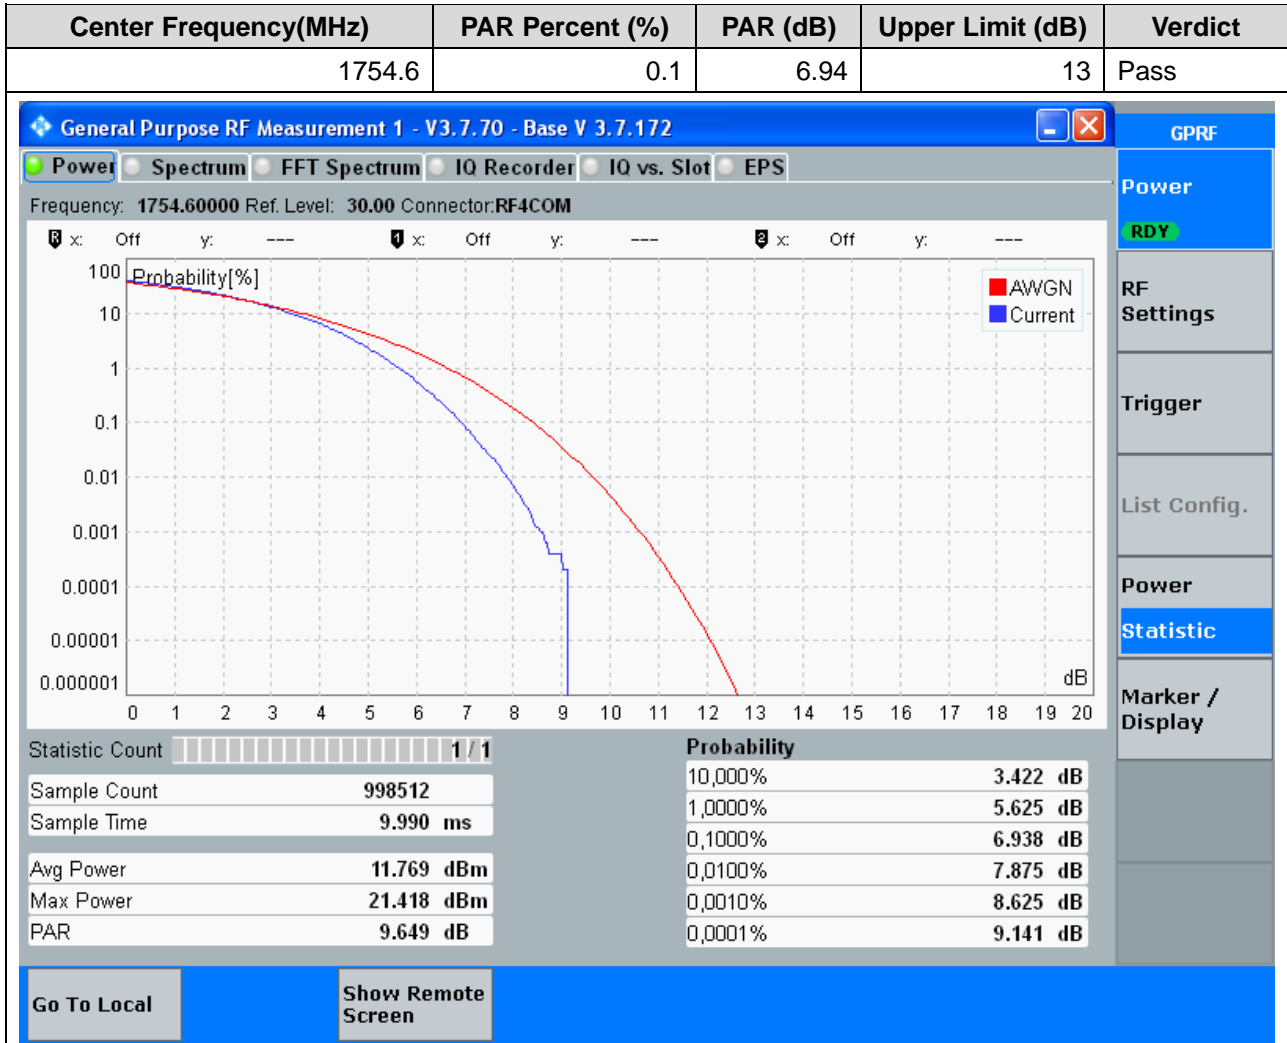 Center Frequency(MHz) PAR Percent (%) PAR (dB) Upper Limit (dB) Verdict
1754.6 0.1 6.94 13 Pass
General Purpose RF Measurement 1 - V3.7.70 - Base V 3.7.172
GPRF
Power Spectrum FFT Spectrum IQ Recorder IQ vs. Slot EPS
Frequency: 1754.60000 Ref. Level: 30.00 Connector:RF4COM
R x: Off y: --- 1 x: Off y: --- 2 x: Off y: ---
Probability[%]
AWGN
Current
100
10
1
0.1
0.01
0.001
0.0001
0.00001
0.000001
dB
0 1 2 3 4 5 6 7 8 9 10 11 12 13 14 15 16 17 18 19 20
Statistic Count 1 / 1
Sample Count 998512
Sample Time 9.990 ms
Avg Power 11.769 dBm
Max Power 21.418 dBm
PAR 9.649 dB
Probability
10,000% 3.422 dB
1,0000% 5.625 dB
0,1000% 6.938 dB
0,0100% 7.875 dB
0,0010% 8.625 dB
0,0001% 9.141 dB
Power
RDY
RF
Settings
Trigger
List Config.
Power
Statistic
Marker /
Display
Go To Local
Show Remote
Screen